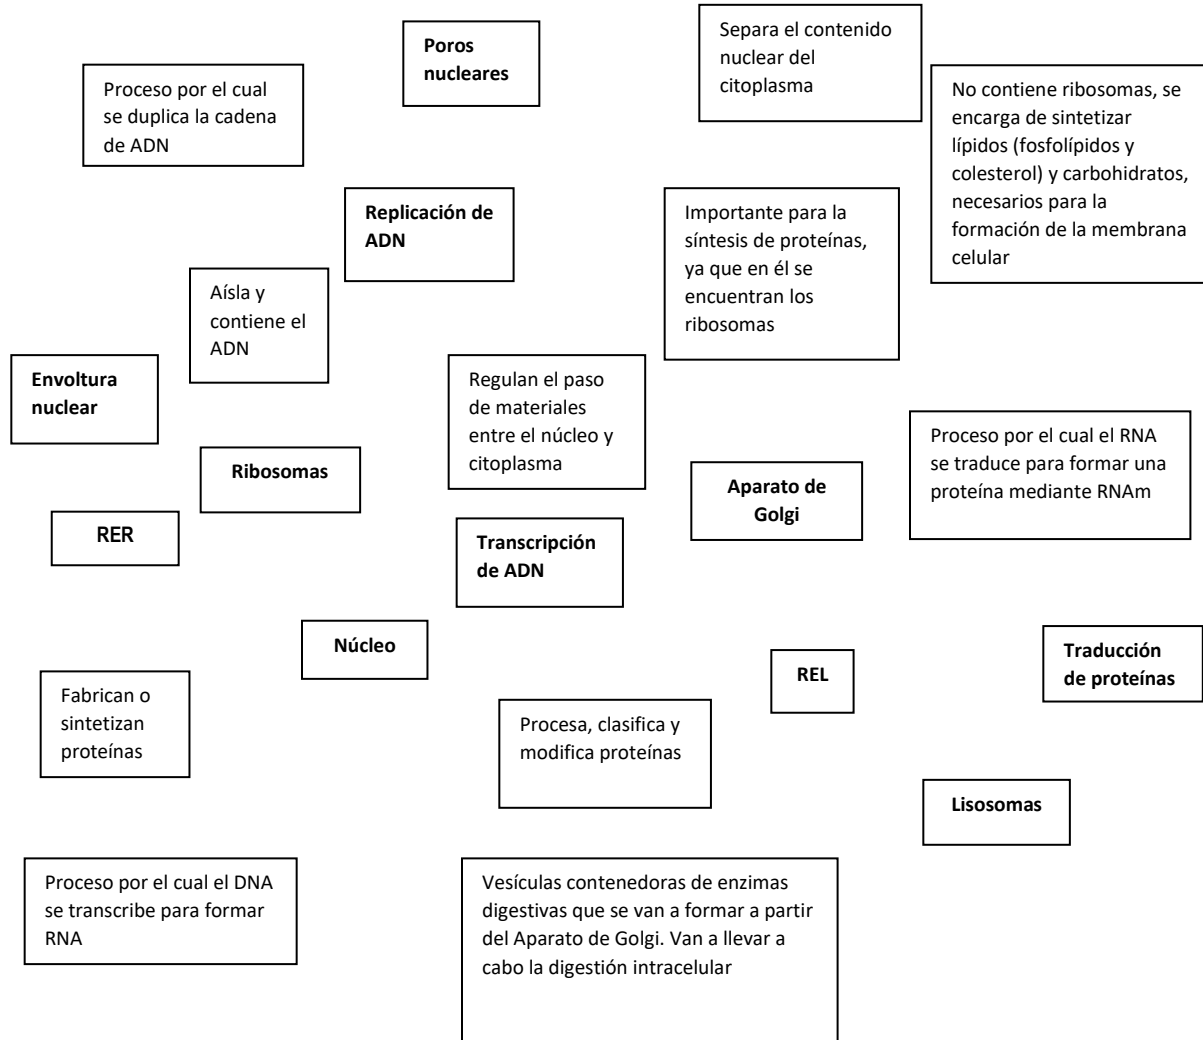 Poros
nucleares
Separa el contenido
nuclear del
citoplasma
Proceso por el cual
se duplica la cadena
de ADN
No contiene ribosomas, se
encarga de sintetizar
lípidos (fosfolípidos y
colesterol) y carbohidratos,
necesarios para la
formación de la membrana
celular
Replicación de
ADN
Importante para la
síntesis de proteínas,
ya que en él se
encuentran los
ribosomas
Aísla y
contiene el
ADN
Envoltura
nuclear
Regulan el paso
de materiales
entre el núcleo y
citoplasma
Proceso por el cual el RNA
se traduce para formar una
proteína mediante RNAm
Ribosomas
Aparato de
Golgi
RER
Transcripción
de ADN
Núcleo
REL
Traducción
de proteínas
Fabrican o
sintetizan
proteínas
Procesa, clasifica y
modifica proteínas
Lisosomas
Proceso por el cual el DNA
se transcribe para formar
RNA
Vesículas contenedoras de enzimas
digestivas que se van a formar a partir
del Aparato de Golgi. Van a llevar a
cabo la digestión intracelular